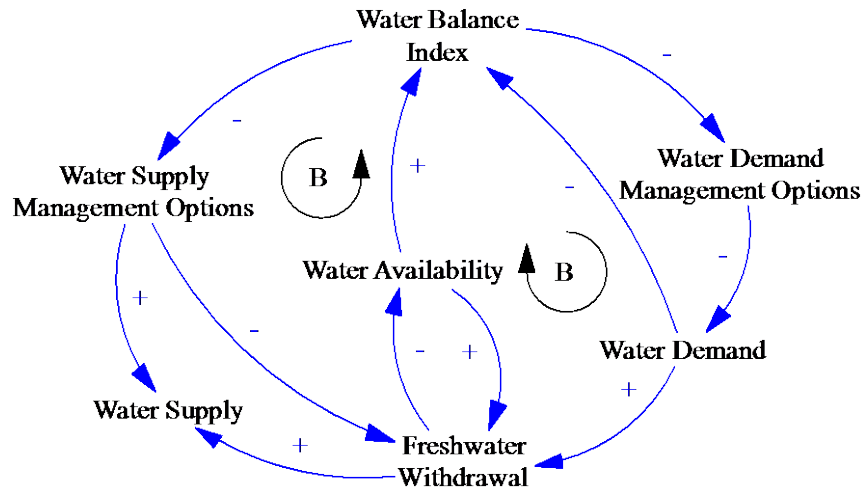 Water Balance
Index
-
-
Water Supply
Management Options
B
+
-
Water Demand
Management Options
Water Availability
B
-
+
-
-
+
Water Demand
+
Water Supply
+
Freshwater
Withdrawal